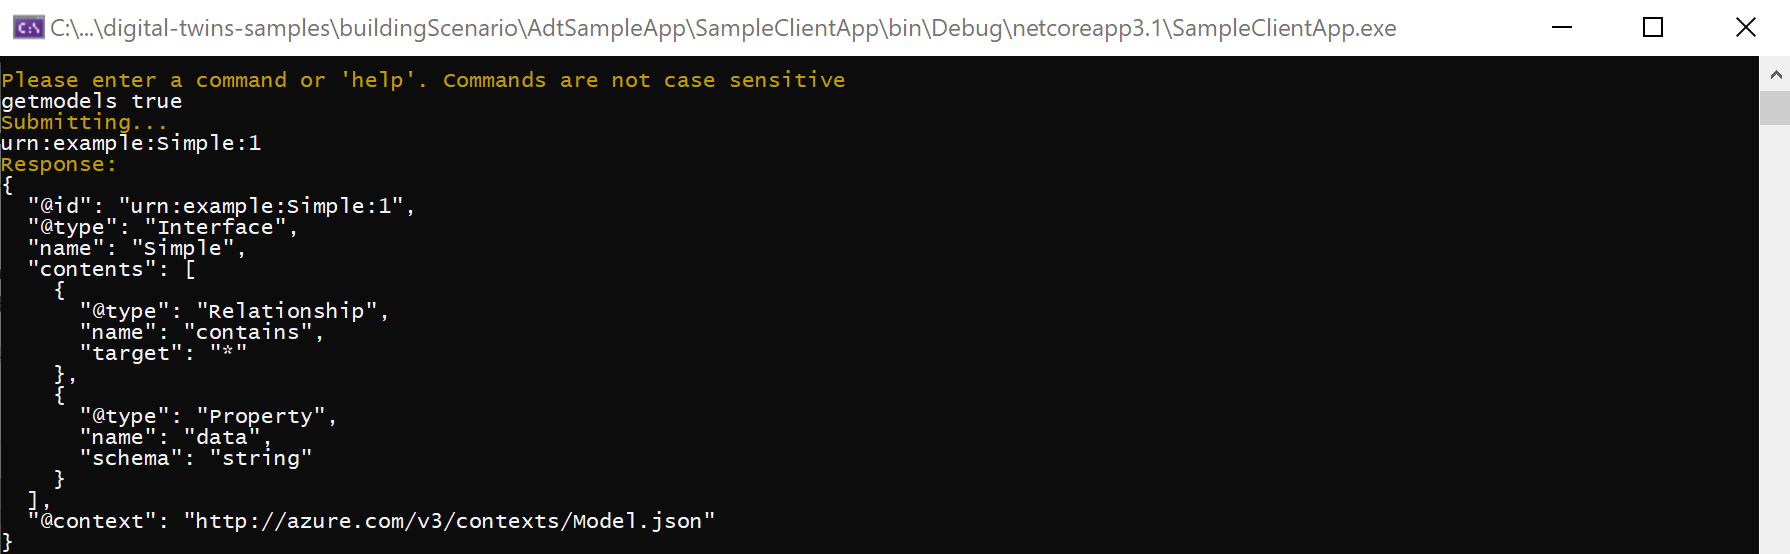 C:\...\digital-twins-samples\buildingScenario\AdtSampleApp\SampleClientApp\bin\Debug\netcoreapp3.1\SampleClientApp.exe
Please enter a command or 'help'. Commands are not case sensitive
getmodels true
Submitting...
urn:example:Simple:1
Response:
{
  "@id": "urn:example:Simple:1",
  "@type": "Interface",
  "name": "Simple",
  "contents": [
    {
      "@type": "Relationship",
      "name": "contains",
      "target": "*"
    },
    {
      "@type": "Property",
      "name": "data",
      "schema": "string"
    }
  ],
  "@context": "http://azure.com/v3/contexts/Model.json"
}